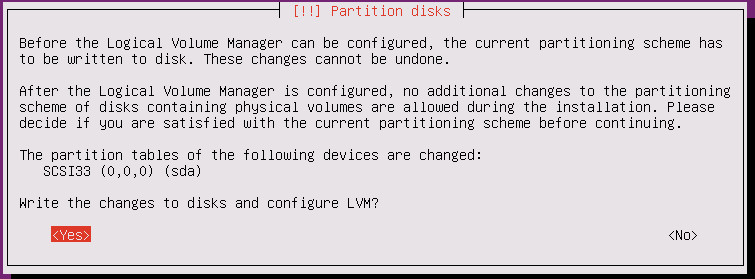 [!!] Partition disks
Before the Logical Volume Manager can be configured, the current partitioning scheme has
to be written to disk. These changes cannot be undone.
After the Logical Volume Manager is configured, no additional changes to the partitioning
scheme of disks containing physical volumes are allowed during the installation. Please
decide if you are satisfied with the current partitioning scheme before continuing.
The partition tables of the following devices are changed:
SCSI33 (0,0,0) (sda)
Write the changes to disks and configure LVM?
<Yes> <No>